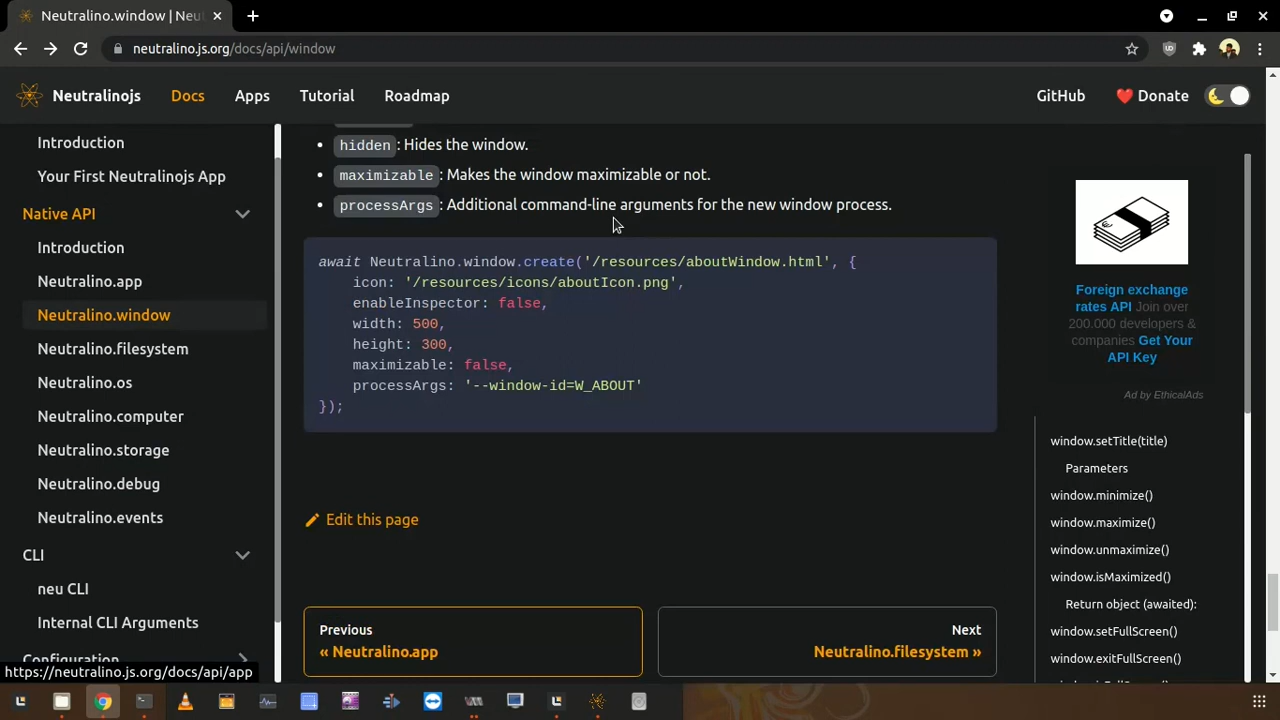 Neutralino.window | Neu
neutralino.js.org/docs/api/window
Neutralinojs
Docs
Apps
Tutorial
Roadmap
GitHub
❤️ Donate
Introduction
Your First Neutralinojs App
Native API
Introduction
Neutralino.app
Neutralino.window
Neutralino.filesystem
Neutralino.os
Neutralino.computer
Neutralino.storage
Neutralino.debug
Neutralino.events
CLI
neu CLI
Internal CLI Arguments
Configuration
https://neutralino.js.org/docs/api/app
• hidden: Hides the window.
• maximizable: Makes the window maximizable or not.
• processArgs: Additional command-line arguments for the new window process.
await Neutralino.window.create('/resources/aboutWindow.html', {
    icon: '/resources/icons/aboutIcon.png',
    enableInspector: false,
    width: 500,
    height: 300,
    maximizable: false,
    processArgs: '--window-id=W_ABOUT'
});
Edit this page
Previous
« Neutralino.app
Next
Neutralino.filesystem »
Foreign exchange
rates API Join over
200.000 developers &
companies Get Your
API Key
Ad by EthicalAds
window.setTitle(title)
Parameters
window.minimize()
window.maximize()
window.unmaximize()
window.isMaximized()
Return object (awaited):
window.setFullScreen()
window.exitFullScreen()